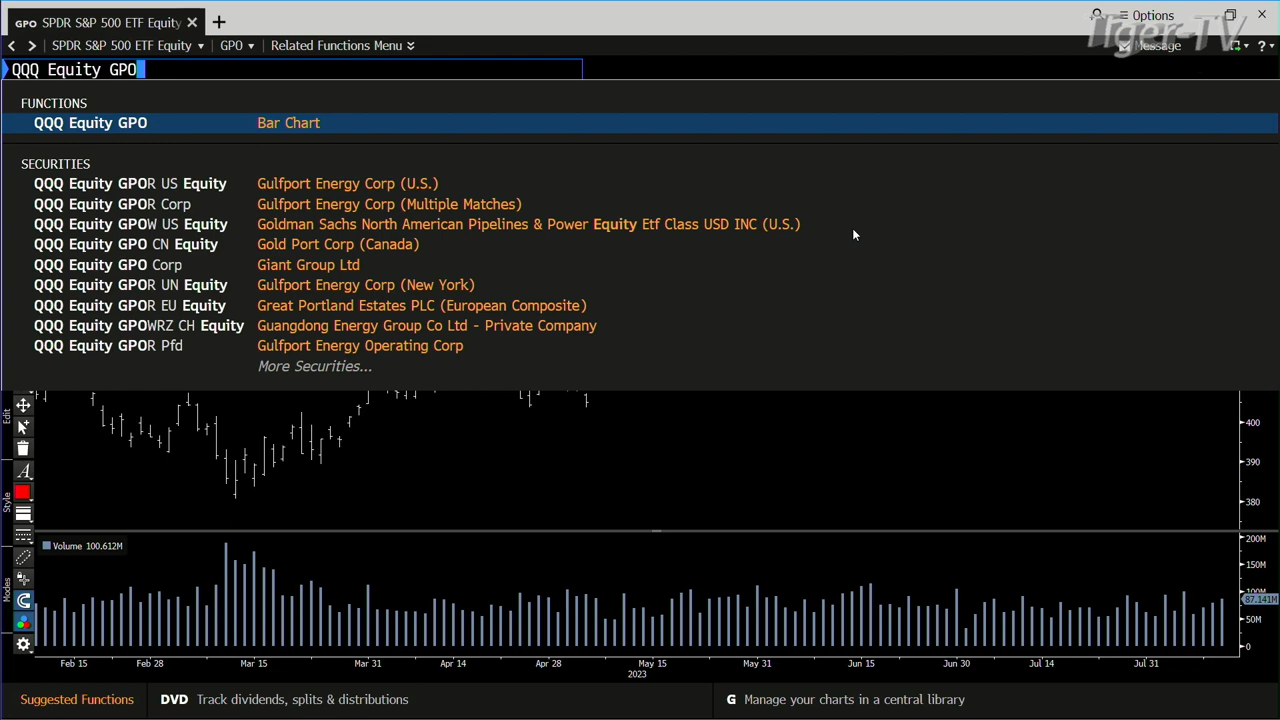 GPO SPDR S&P 500 ETF Equity
Options
Tiger-TV
SPDR S&P 500 ETF Equity GPO Related Functions Menu
Message ?
QQQ Equity GPO
FUNCTIONS
QQQ Equity GPO Bar Chart
SECURITIES
QQQ Equity GPOR US Equity Gulfport Energy Corp (U.S.)
QQQ Equity GPOR Corp Gulfport Energy Corp (Multiple Matches)
QQQ Equity GPOW US Equity Goldman Sachs North American Pipelines & Power Equity Etf Class USD INC (U.S.)
QQQ Equity GPO CN Equity Gold Port Corp (Canada)
QQQ Equity GPO Corp Giant Group Ltd
QQQ Equity GPOR UN Equity Gulfport Energy Corp (New York)
QQQ Equity GPOR EU Equity Great Portland Estates PLC (European Composite)
QQQ Equity GPOWRZ CH Equity Guangdong Energy Group Co Ltd - Private Company
QQQ Equity GPOR Pfd Gulfport Energy Operating Corp
More Securities...
Edit
400
390
A
380
Style
200M
Volume 100.612M
150M
Modes
100M
87.141M
50M
0
Feb 15 Feb 28 Mar 15 Mar 31 Apr 14 Apr 28 May 15 May 31 Jun 15 Jun 30 Jul 14 Jul 31
2023
Suggested Functions DVD Track dividends, splits & distributions G Manage your charts in a central library